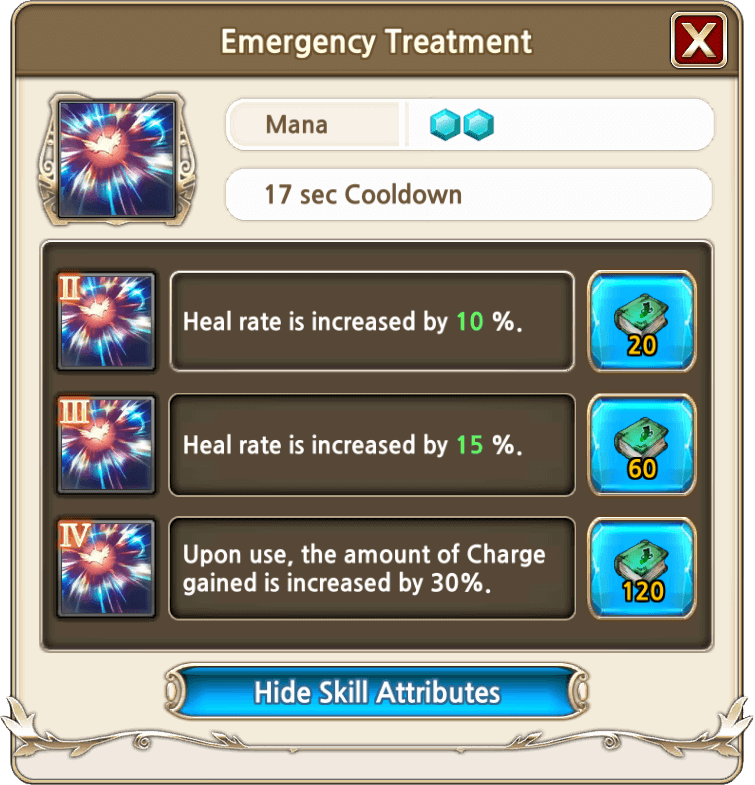 Emergency Treatment
X
Mana
17 sec Cooldown
II
Heal rate is increased by 10 %.
20
III
Heal rate is increased by 15 %.
60
IV
Upon use, the amount of Charge
gained is increased by 30%.
120
Hide Skill Attributes